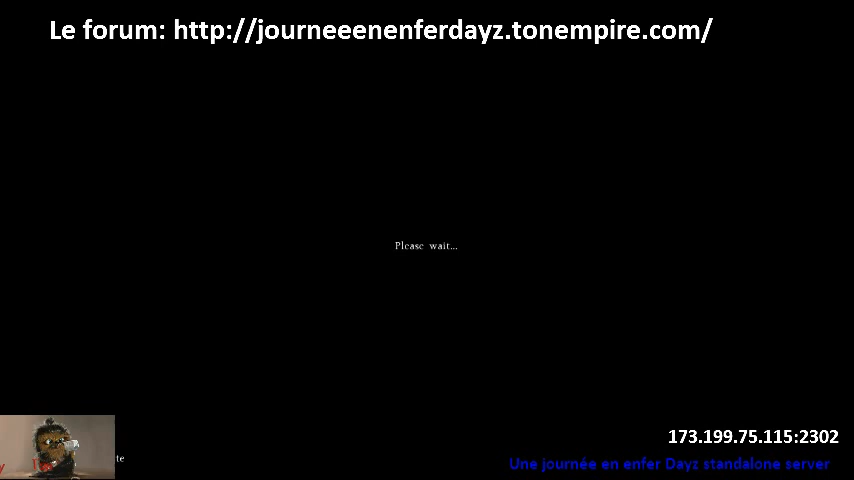 Le forum: http://journeeenenferdayz.tonempire.com/
Please wait...
173.199.75.115:2302
te
Une journée en enfer Dayz standalone server